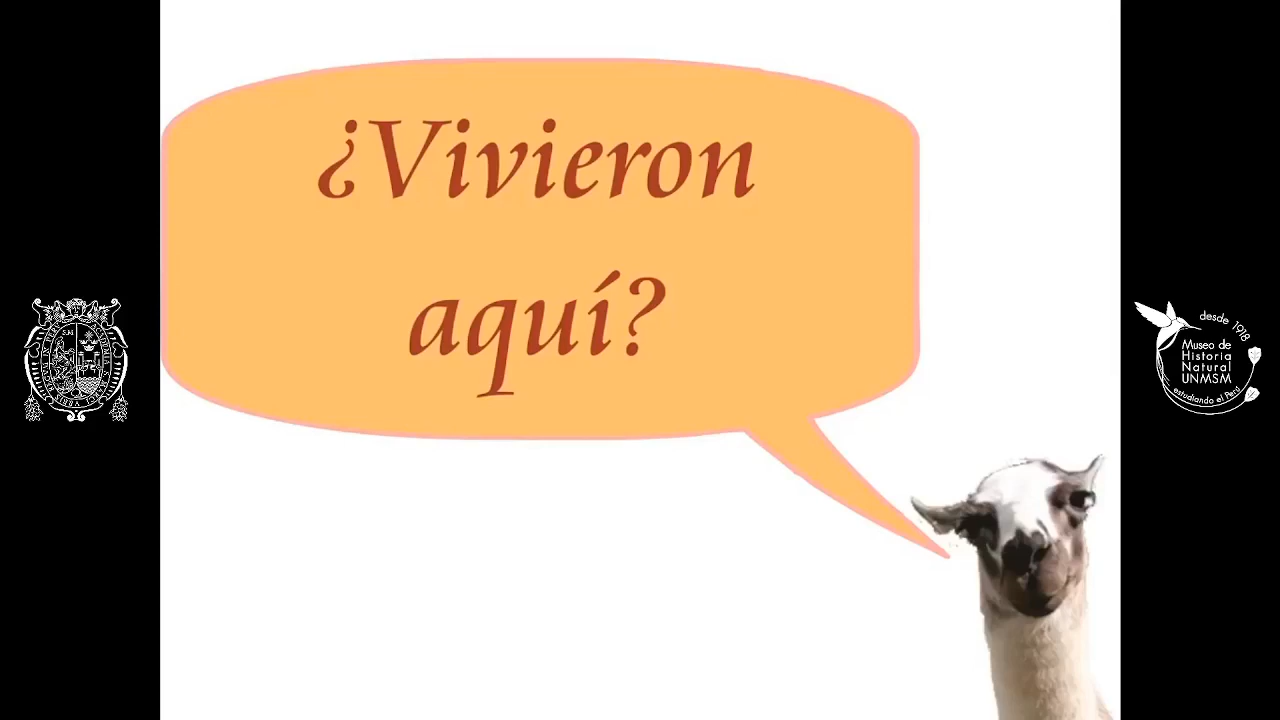 ¿Vivieron
aquí?
desde 1918
Museo de
Historia
Natural
UNMSM
estudiando el Perú